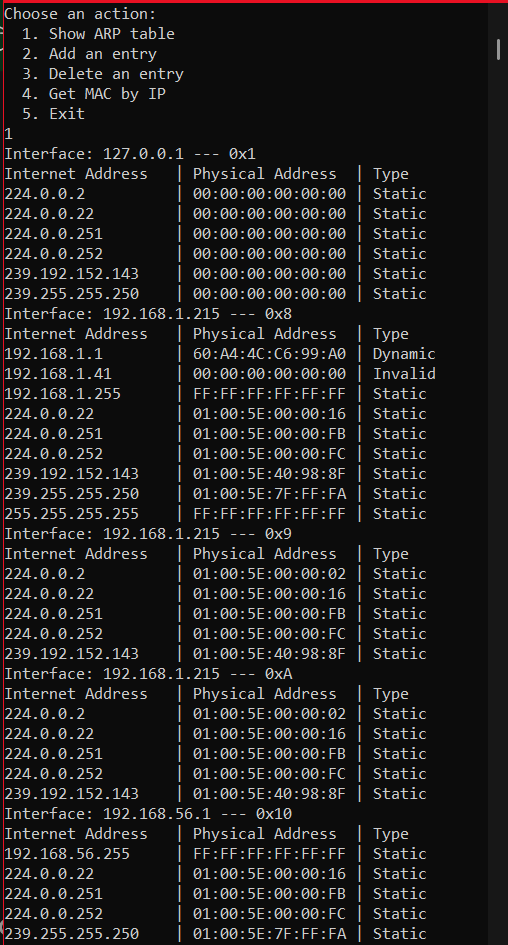 Choose an action:
  1. Show ARP table
  2. Add an entry
  3. Delete an entry
  4. Get MAC by IP
  5. Exit
1
Interface: 127.0.0.1 --- 0x1
Internet Address   | Physical Address  | Type
224.0.0.2          | 00:00:00:00:00:00 | Static
224.0.0.22         | 00:00:00:00:00:00 | Static
224.0.0.251        | 00:00:00:00:00:00 | Static
224.0.0.252        | 00:00:00:00:00:00 | Static
239.192.152.143    | 00:00:00:00:00:00 | Static
239.255.255.250    | 00:00:00:00:00:00 | Static
Interface: 192.168.1.215 --- 0x8
Internet Address   | Physical Address  | Type
192.168.1.1        | 60:A4:4C:C6:99:A0 | Dynamic
192.168.1.41       | 00:00:00:00:00:00 | Invalid
192.168.1.255      | FF:FF:FF:FF:FF:FF | Static
224.0.0.22         | 01:00:5E:00:00:16 | Static
224.0.0.251        | 01:00:5E:00:00:FB | Static
224.0.0.252        | 01:00:5E:00:00:FC | Static
239.192.152.143    | 01:00:5E:40:98:8F | Static
239.255.255.250    | 01:00:5E:7F:FF:FA | Static
255.255.255.255    | FF:FF:FF:FF:FF:FF | Static
Interface: 192.168.1.215 --- 0x9
Internet Address   | Physical Address  | Type
224.0.0.2          | 01:00:5E:00:00:02 | Static
224.0.0.22         | 01:00:5E:00:00:16 | Static
224.0.0.251        | 01:00:5E:00:00:FB | Static
224.0.0.252        | 01:00:5E:00:00:FC | Static
239.192.152.143    | 01:00:5E:40:98:8F | Static
Interface: 192.168.1.215 --- 0xA
Internet Address   | Physical Address  | Type
224.0.0.2          | 01:00:5E:00:00:02 | Static
224.0.0.22         | 01:00:5E:00:00:16 | Static
224.0.0.251        | 01:00:5E:00:00:FB | Static
224.0.0.252        | 01:00:5E:00:00:FC | Static
239.192.152.143    | 01:00:5E:40:98:8F | Static
Interface: 192.168.56.1 --- 0x10
Internet Address   | Physical Address  | Type
192.168.56.255     | FF:FF:FF:FF:FF:FF | Static
224.0.0.22         | 01:00:5E:00:00:16 | Static
224.0.0.251        | 01:00:5E:00:00:FB | Static
224.0.0.252        | 01:00:5E:00:00:FC | Static
239.255.255.250    | 01:00:5E:7F:FF:FA | Static